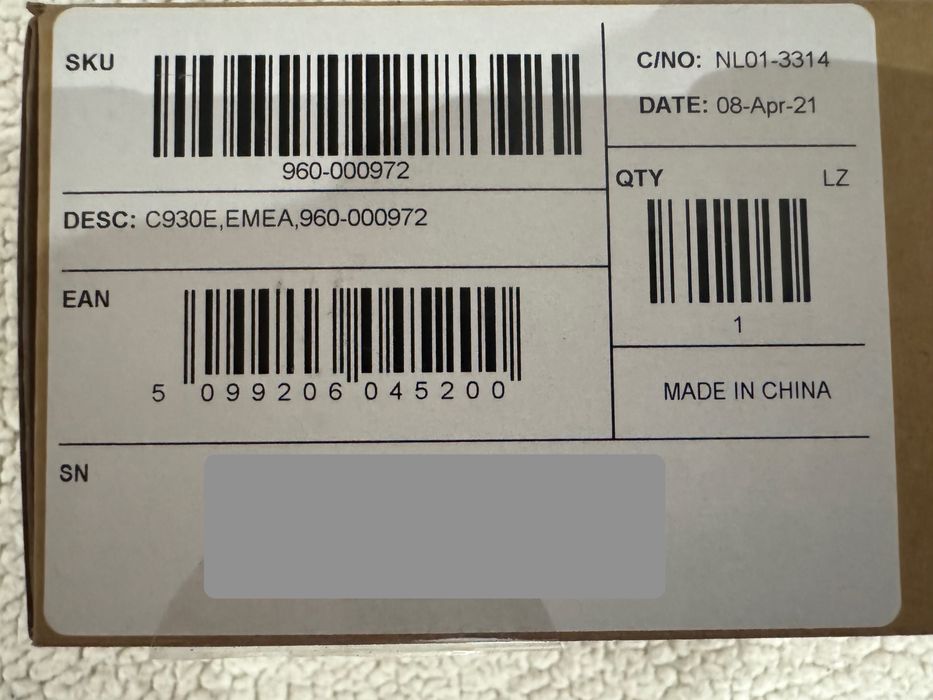 SKU
960-000972
DESC: C930E,EMEA,960-000972
EAN
5 099206 045200
SN
C/NO: NL01-3314
DATE: 08-Apr-21
QTY LZ
1
MADE IN CHINA